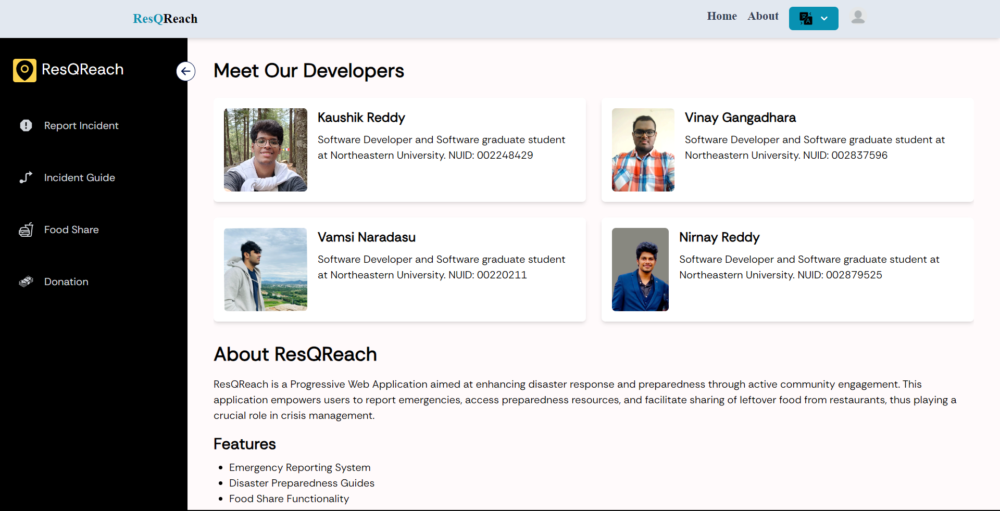 ResQReach
Home About
ResQReach
Report Incident
Incident Guide
Food Share
Donation
Meet Our Developers
Kaushik Reddy
Software Developer and Software graduate student
at Northeastern University. NUID: 002248429
Vinay Gangadhara
Software Developer and Software graduate student at
Northeastern University. NUID: 002837596
Vamsi Naradasu
Software Developer and Software graduate student
at Northeastern University. NUID: 00220211
Nirnay Reddy
Software Developer and Software graduate student at
Northeastern University. NUID: 002879525
About ResQReach
ResQReach is a Progressive Web Application aimed at enhancing disaster response and preparedness through active community engagement. This
application empowers users to report emergencies, access preparedness resources, and facilitate sharing of leftover food from restaurants, thus playing a
crucial role in crisis management.
Features
• Emergency Reporting System
• Disaster Preparedness Guides
• Food Share Functionality